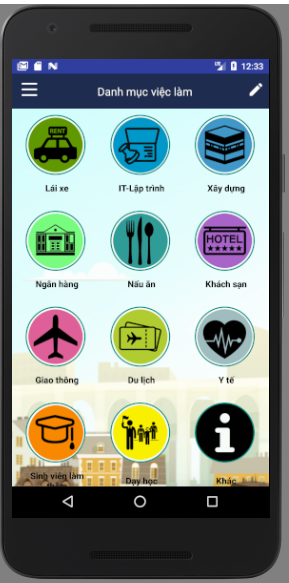 12:33
Danh mục việc làm
RENT
Lái xe
IT-Lập trình
Xây dựng
HOTEL
Ngân hàng
Nấu ăn
Khách sạn
Giao thông
Du lịch
Y tế
Sinh viên làm
Dạy học
Khác